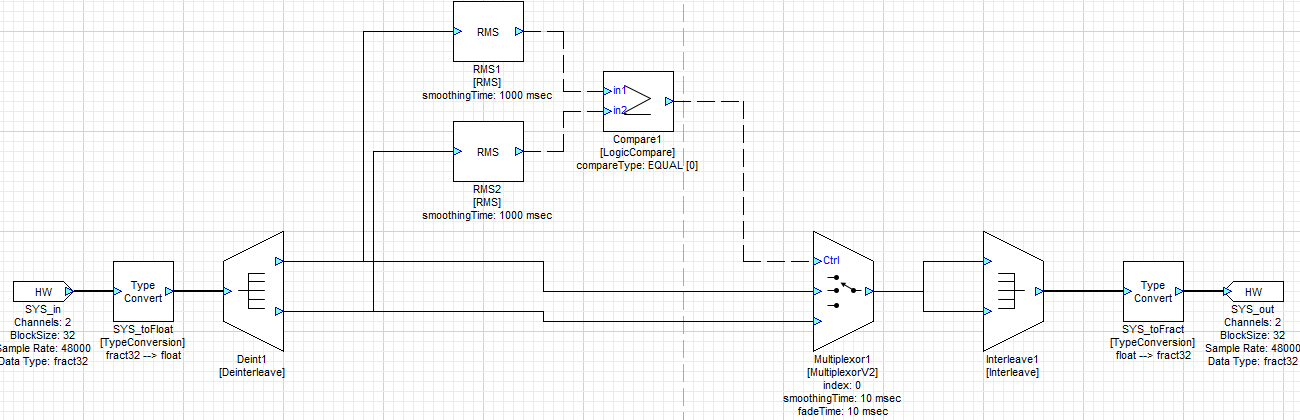 RMS
RMS1
[RMS]
smoothingTime: 1000 msec
in1
in2
Compare1
[LogicCompare]
compareType: EQUAL [0]
RMS
RMS2
[RMS]
smoothingTime: 1000 msec
HW
SYS_in
Channels: 2
BlockSize: 32
Sample Rate: 48000
Data Type: fract32
Type
Convert
SYS_toFloat
[TypeConversion]
fract32 --> float
Deint1
[Deinterleave]
Ctrl
Multiplexor1
[MultiplexorV2]
index: 0
smoothingTime: 10 msec
fadeTime: 10 msec
Interleave1
[Interleave]
Type
Convert
SYS_toFract
[TypeConversion]
float --> fract32
HW
SYS_out
Channels: 2
BlockSize: 32
Sample Rate: 48000
Data Type: fract32